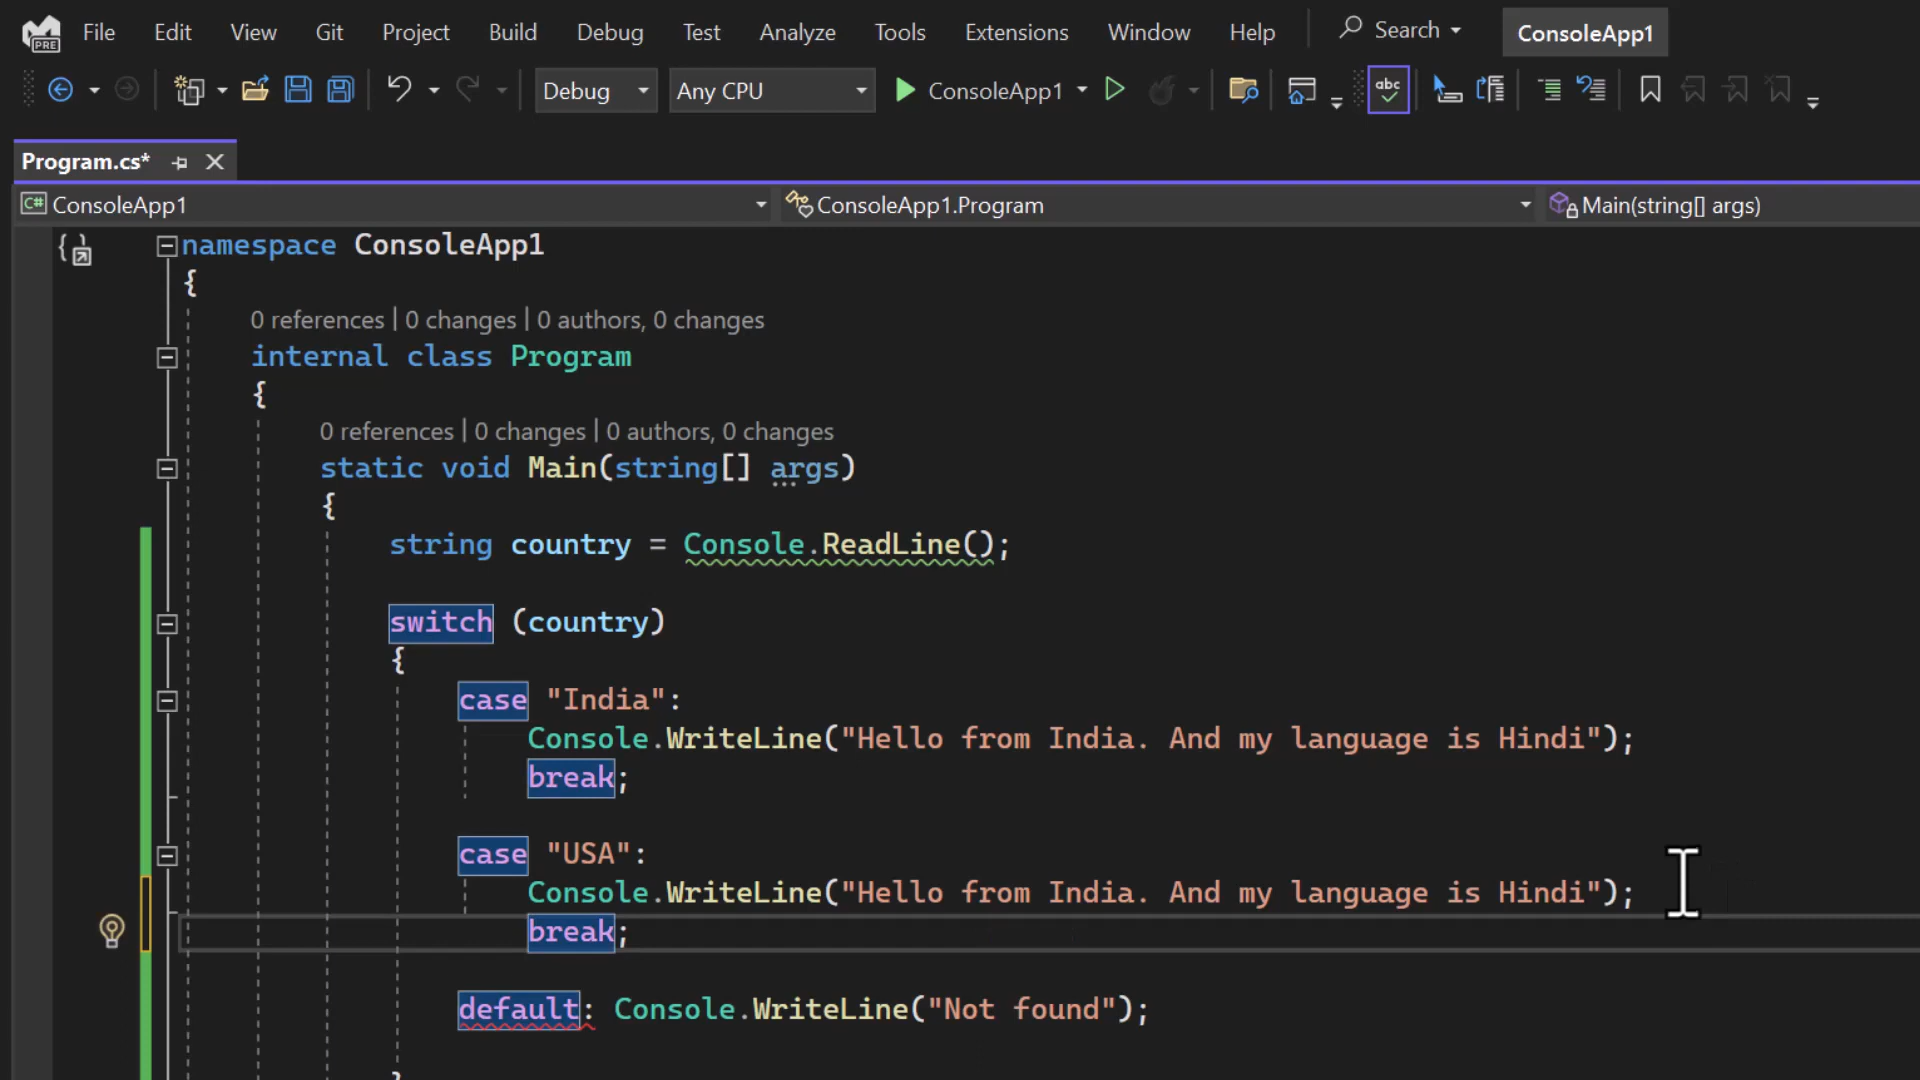 File Edit View Git Project Build Debug Test Analyze Tools Extensions Window Help Search ConsoleApp1
PRE
Debug Any CPU ConsoleApp1 abc
Program.cs*
C# ConsoleApp1 ConsoleApp1.Program Main(string[] args)
namespace ConsoleApp1
{
0 references | 0 changes | 0 authors, 0 changes
internal class Program
{
0 references | 0 changes | 0 authors, 0 changes
static void Main(string[] args)
{
string country = Console.ReadLine();
switch (country)
{
case "India":
Console.WriteLine("Hello from India. And my language is Hindi");
break;
case "USA":
Console.WriteLine("Hello from India. And my language is Hindi");
break;
default: Console.WriteLine("Not found");
}